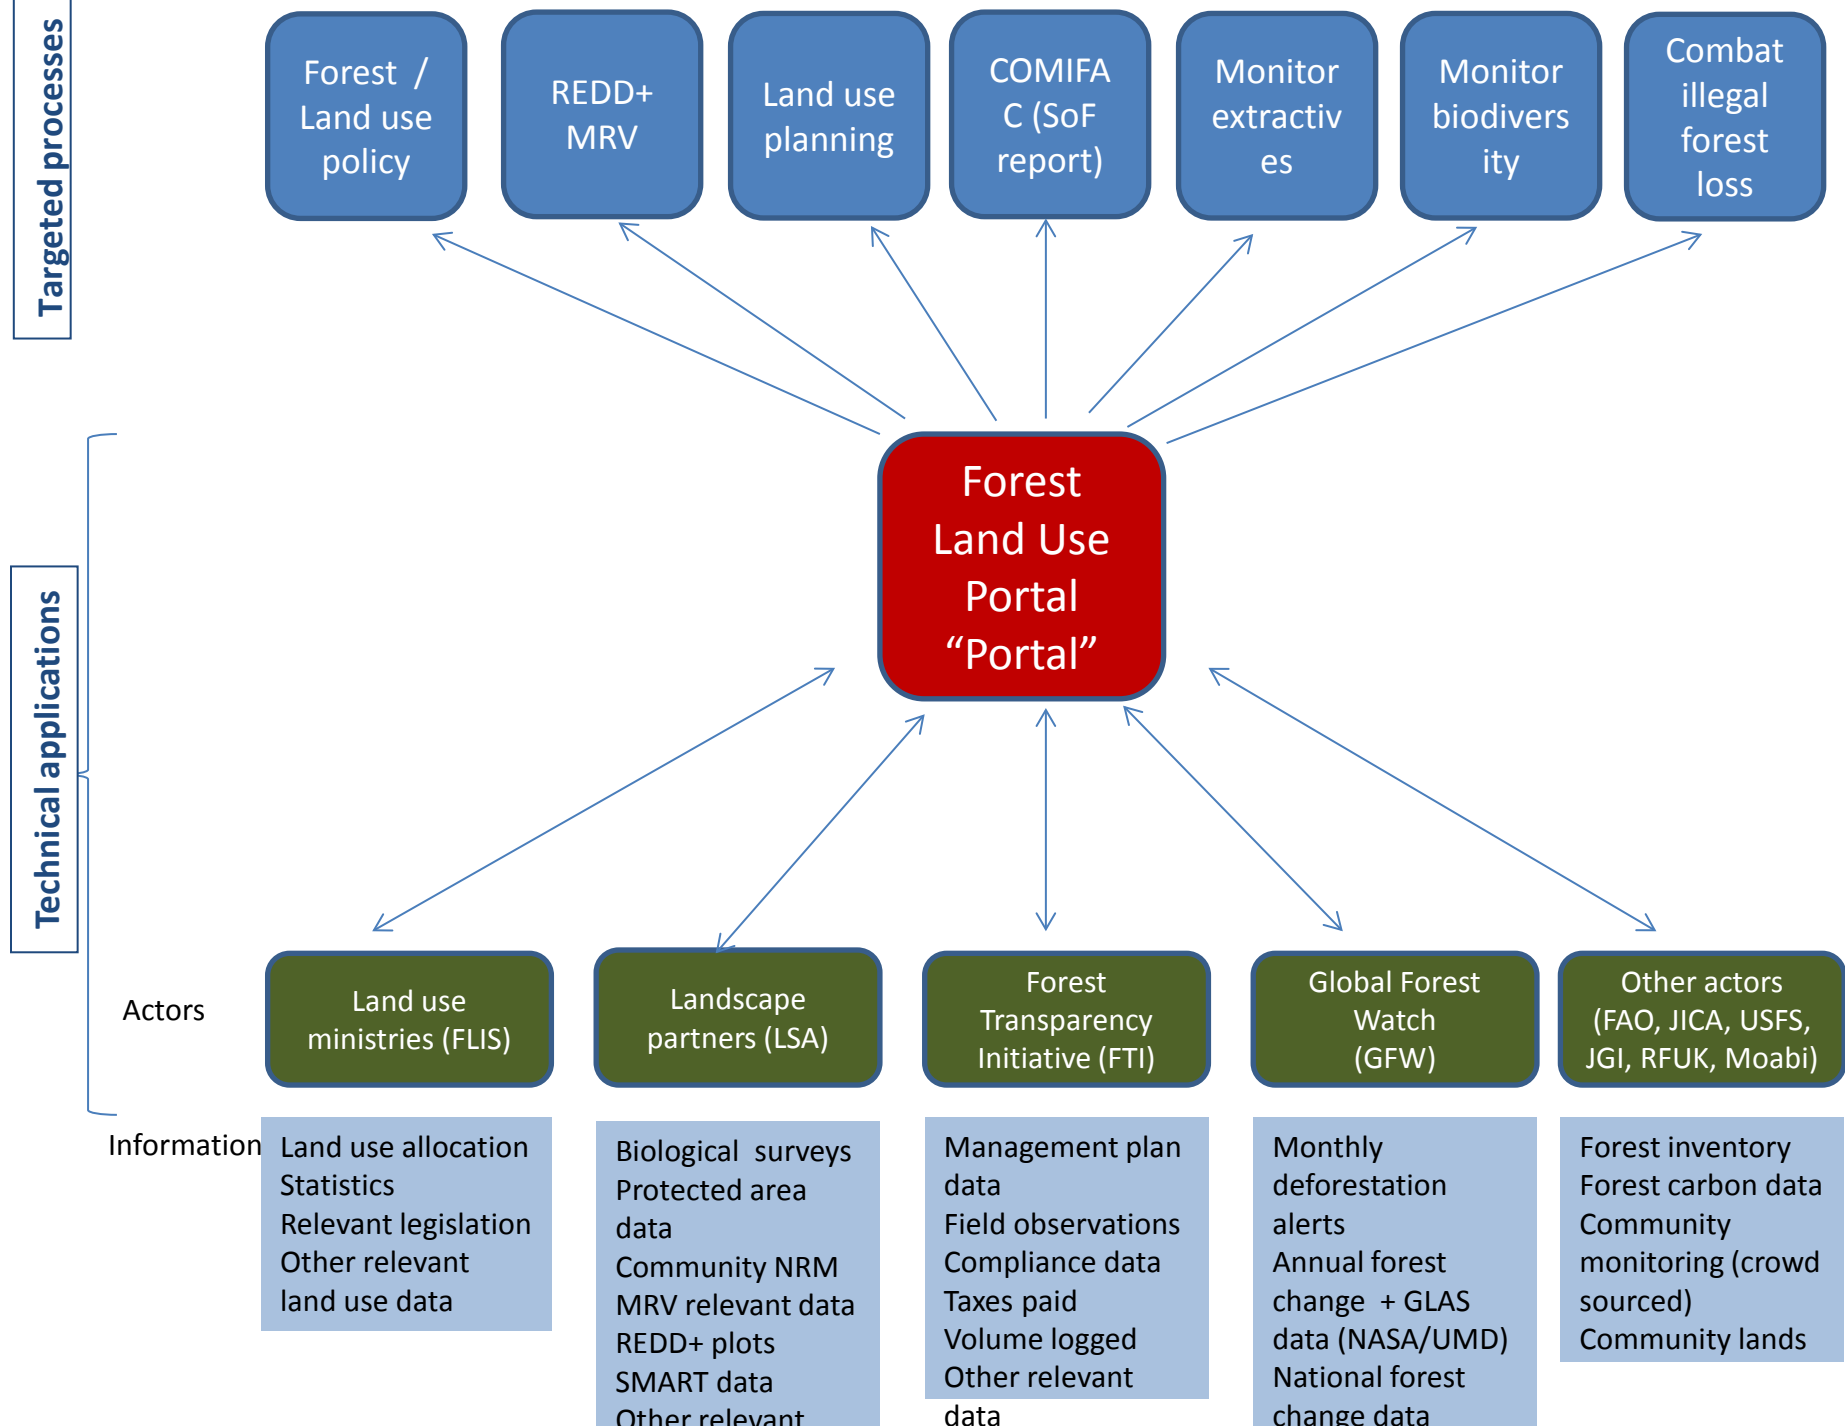 Targeted processes
Forest /
Land use
policy
REDD+
MRV
Land use
planning
COMIFA
C (SoF
report)
Monitor
extractiv
es
Monitor
biodivers
ity
Combat
illegal
forest
loss
Forest
Land Use
Portal
“Portal”
Technical applications
Actors
Land use
ministries (FLIS)
Landscape
partners (LSA)
Forest
Transparency
Initiative (FTI)
Global Forest
Watch
(GFW)
Other actors
(FAO, JICA, USFS,
JGI, RFUK, Moabi)
Information
Land use allocation
Statistics
Relevant legislation
Other relevant
land use data
Biological surveys
Protected area
data
Community NRM
MRV relevant data
REDD+ plots
SMART data
Other relevant
Management plan
data
Field observations
Compliance data
Taxes paid
Volume logged
Other relevant
data
Monthly
deforestation
alerts
Annual forest
change + GLAS
data (NASA/UMD)
National forest
change data
Forest inventory
Forest carbon data
Community
monitoring (crowd
sourced)
Community lands